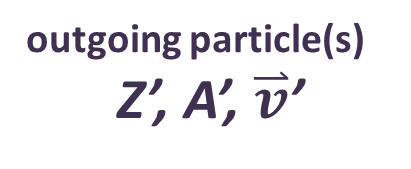 outgoing particle(s)
Z′, A′, v⃗′